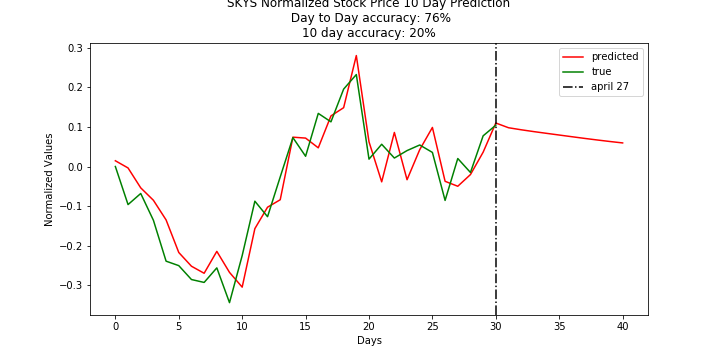 SKYS Normalized Stock Price 10 Day Prediction
Day to Day accuracy: 76%
10 day accuracy: 20%
predicted
true
april 27
Normalized Values
0.3
0.2
0.1
0.0
−0.1
−0.2
−0.3
0
5
10
15
20
25
30
35
40
Days